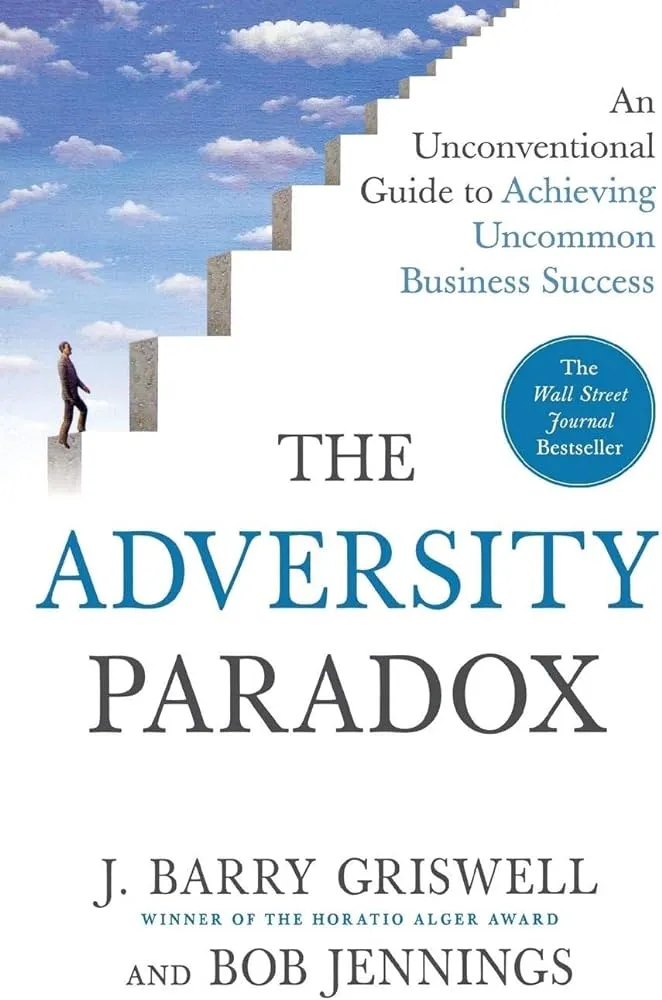 An
Unconventional
Guide to Achieving
Uncommon
Business Success
The
Wall Street
Journal
Bestseller
THE
ADVERSITY
PARADOX
J. BARRY GRISWELL
WINNER OF THE HORATIO ALGER AWARD
AND BOB JENNINGS